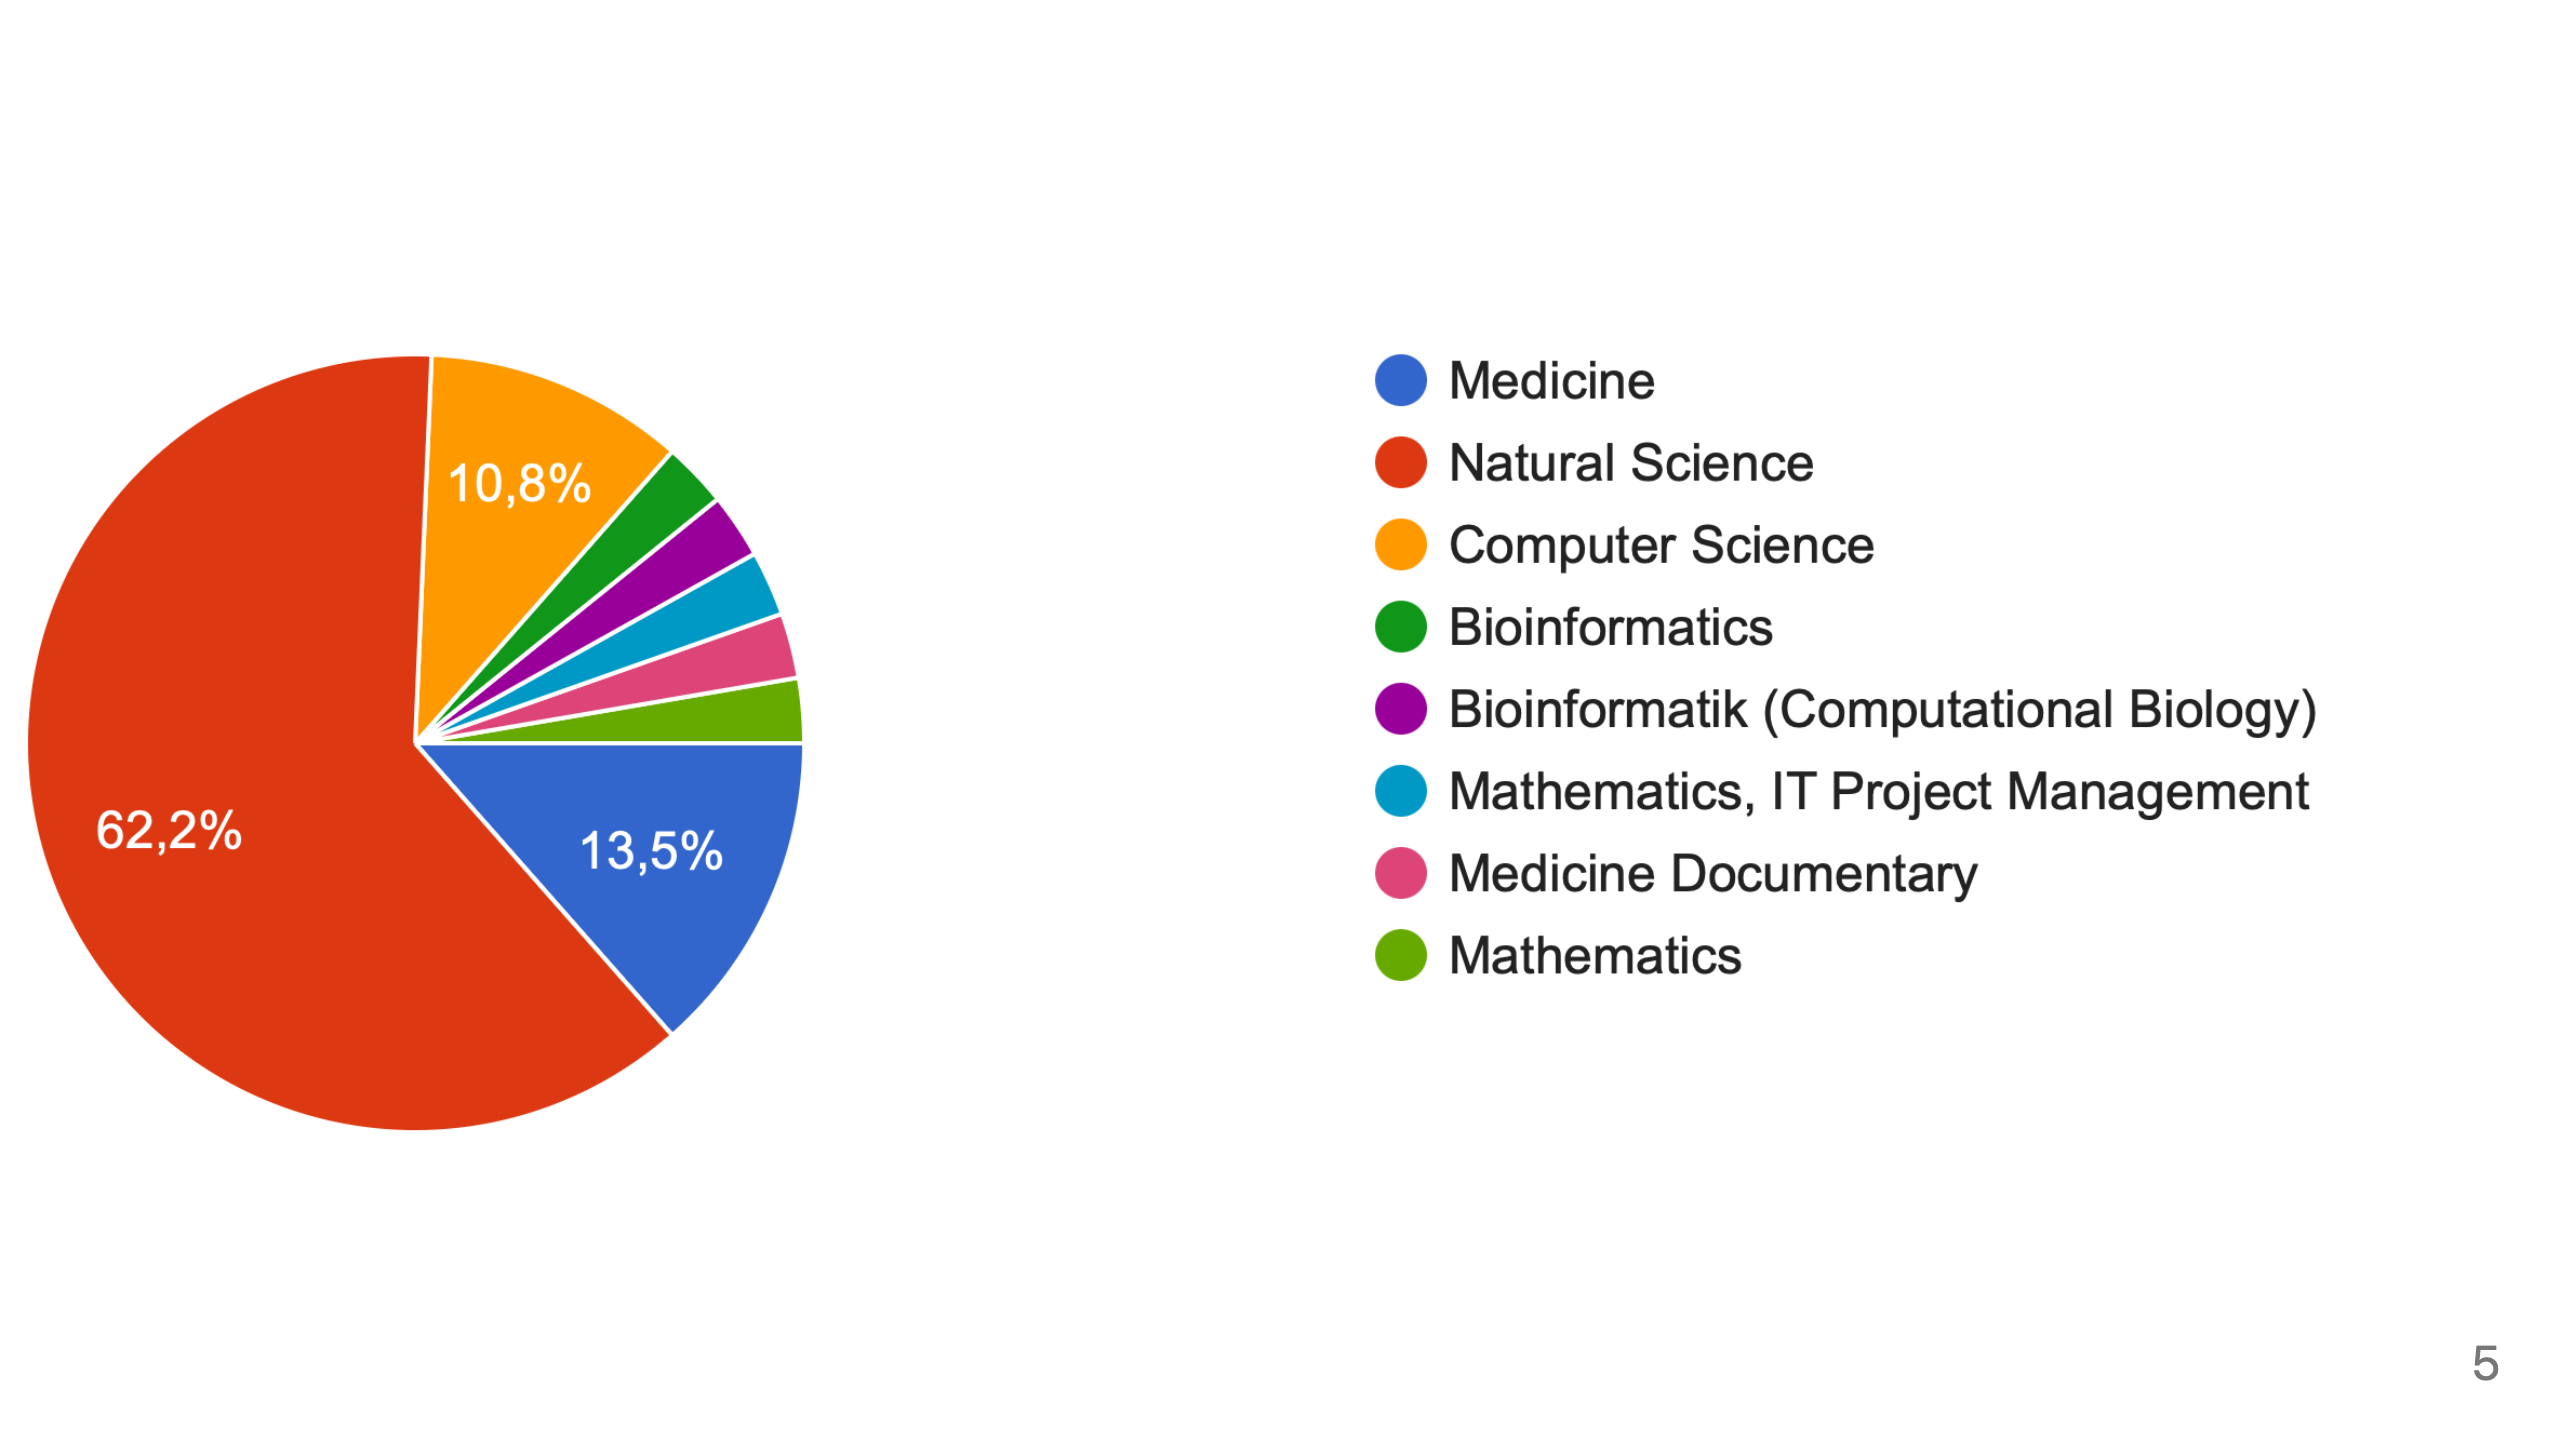 10,8%
62,2%
13,5%
Medicine
Natural Science
Computer Science
Bioinformatics
Bioinformatik (Computational Biology)
Mathematics, IT Project Management
Medicine Documentary
Mathematics
5